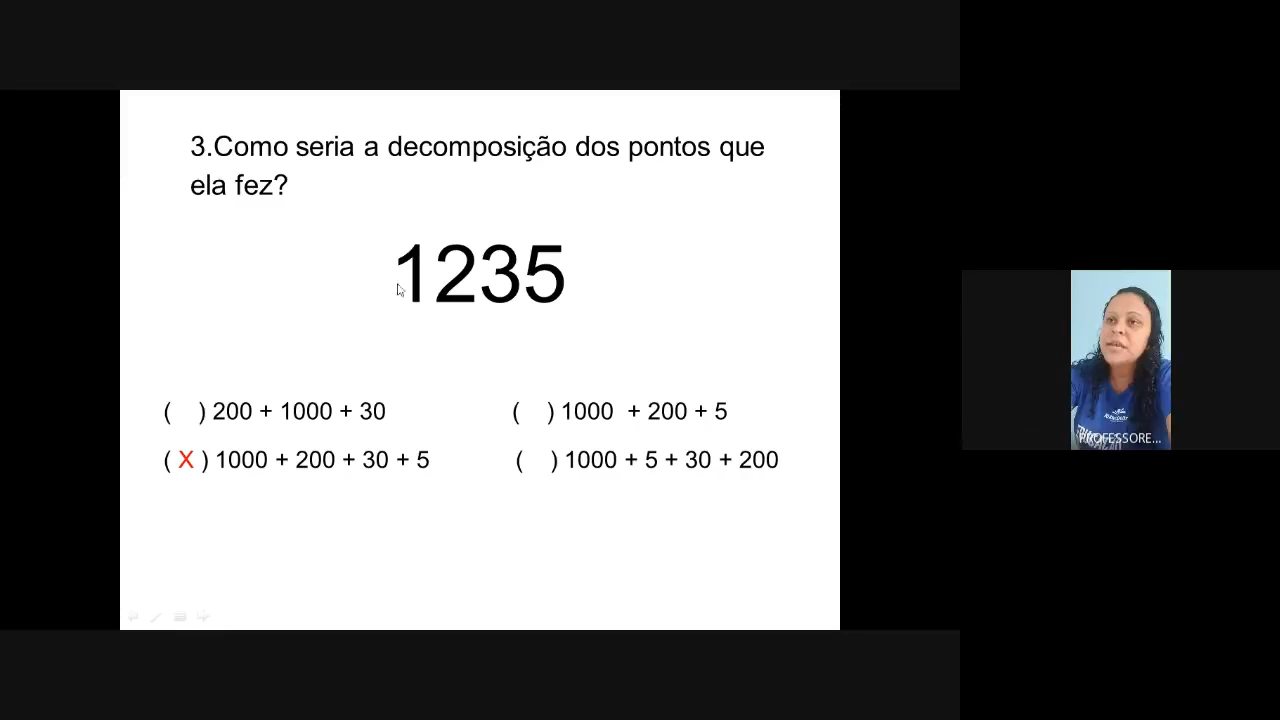 3.Como seria a decomposição dos pontos que
ela fez?
1235
( ) 200 + 1000 + 30
( ) 1000 + 200 + 5
( X ) 1000 + 200 + 30 + 5
( ) 1000 + 5 + 30 + 200
PROFESSORE...